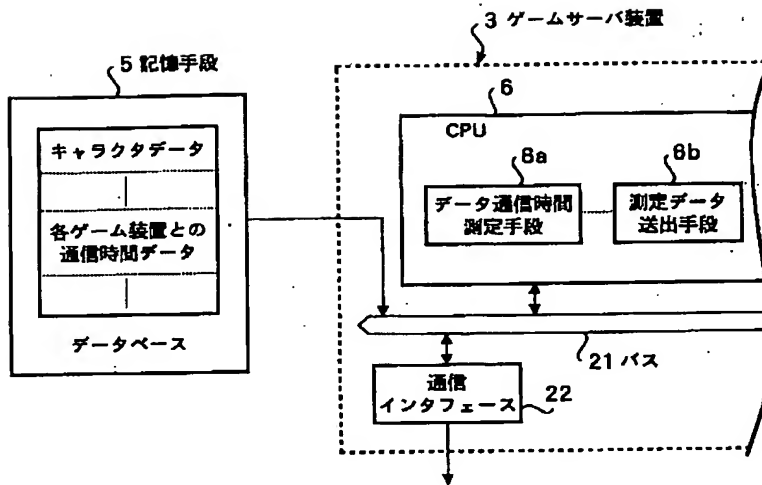 3 ゲームサーバ装置
5 記憶手段
キャラクタデータ
各ゲーム装置との
通信時間データ
データベース
6
CPU
6a
データ通信時間
測定手段
6b
測定データ
送出手段
21 バス
通信
インタフェース
22